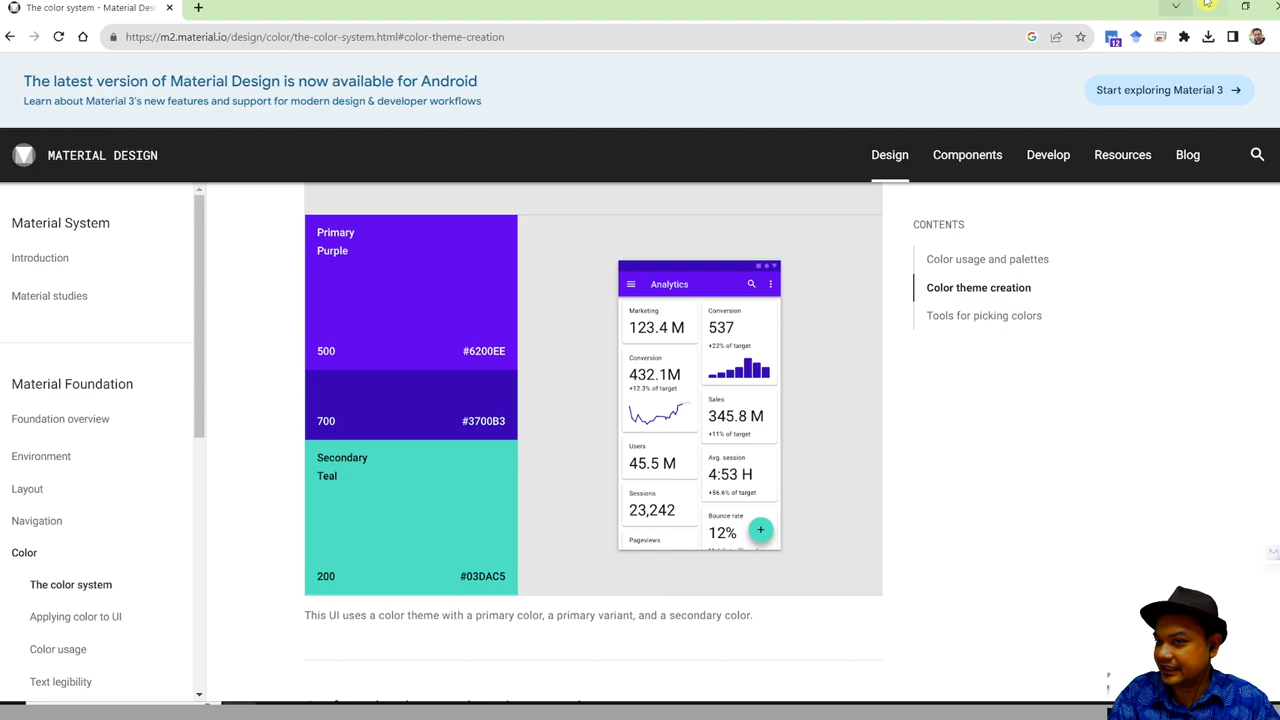 The color system - Material Des
https://m2.material.io/design/color/the-color-system.html#color-theme-creation
12
The latest version of Material Design is now available for Android
Learn about Material 3's new features and support for modern design & developer workflows
Start exploring Material 3
MATERIAL DESIGN
Design
Components
Develop
Resources
Blog
Material System
Introduction
Material studies
Material Foundation
Foundation overview
Environment
Layout
Navigation
Color
The color system
Applying color to UI
Color usage
Text legibility
Primary
Purple
500 #6200EE
700 #3700B3
Secondary
Teal
200 #03DAC5
Analytics
Marketing
123.4 M
Conversion
432.1M
+12.3% of target
Users
45.5 M
Sessions
23,242
Pageviews
Conversion
537
+22% of target
Sales
345.8 M
+11% of target
Avg. session
4:53 H
+56.6% of target
Bounce rate
12%
This UI uses a color theme with a primary color, a primary variant, and a secondary color.
CONTENTS
Color usage and palettes
Color theme creation
Tools for picking colors